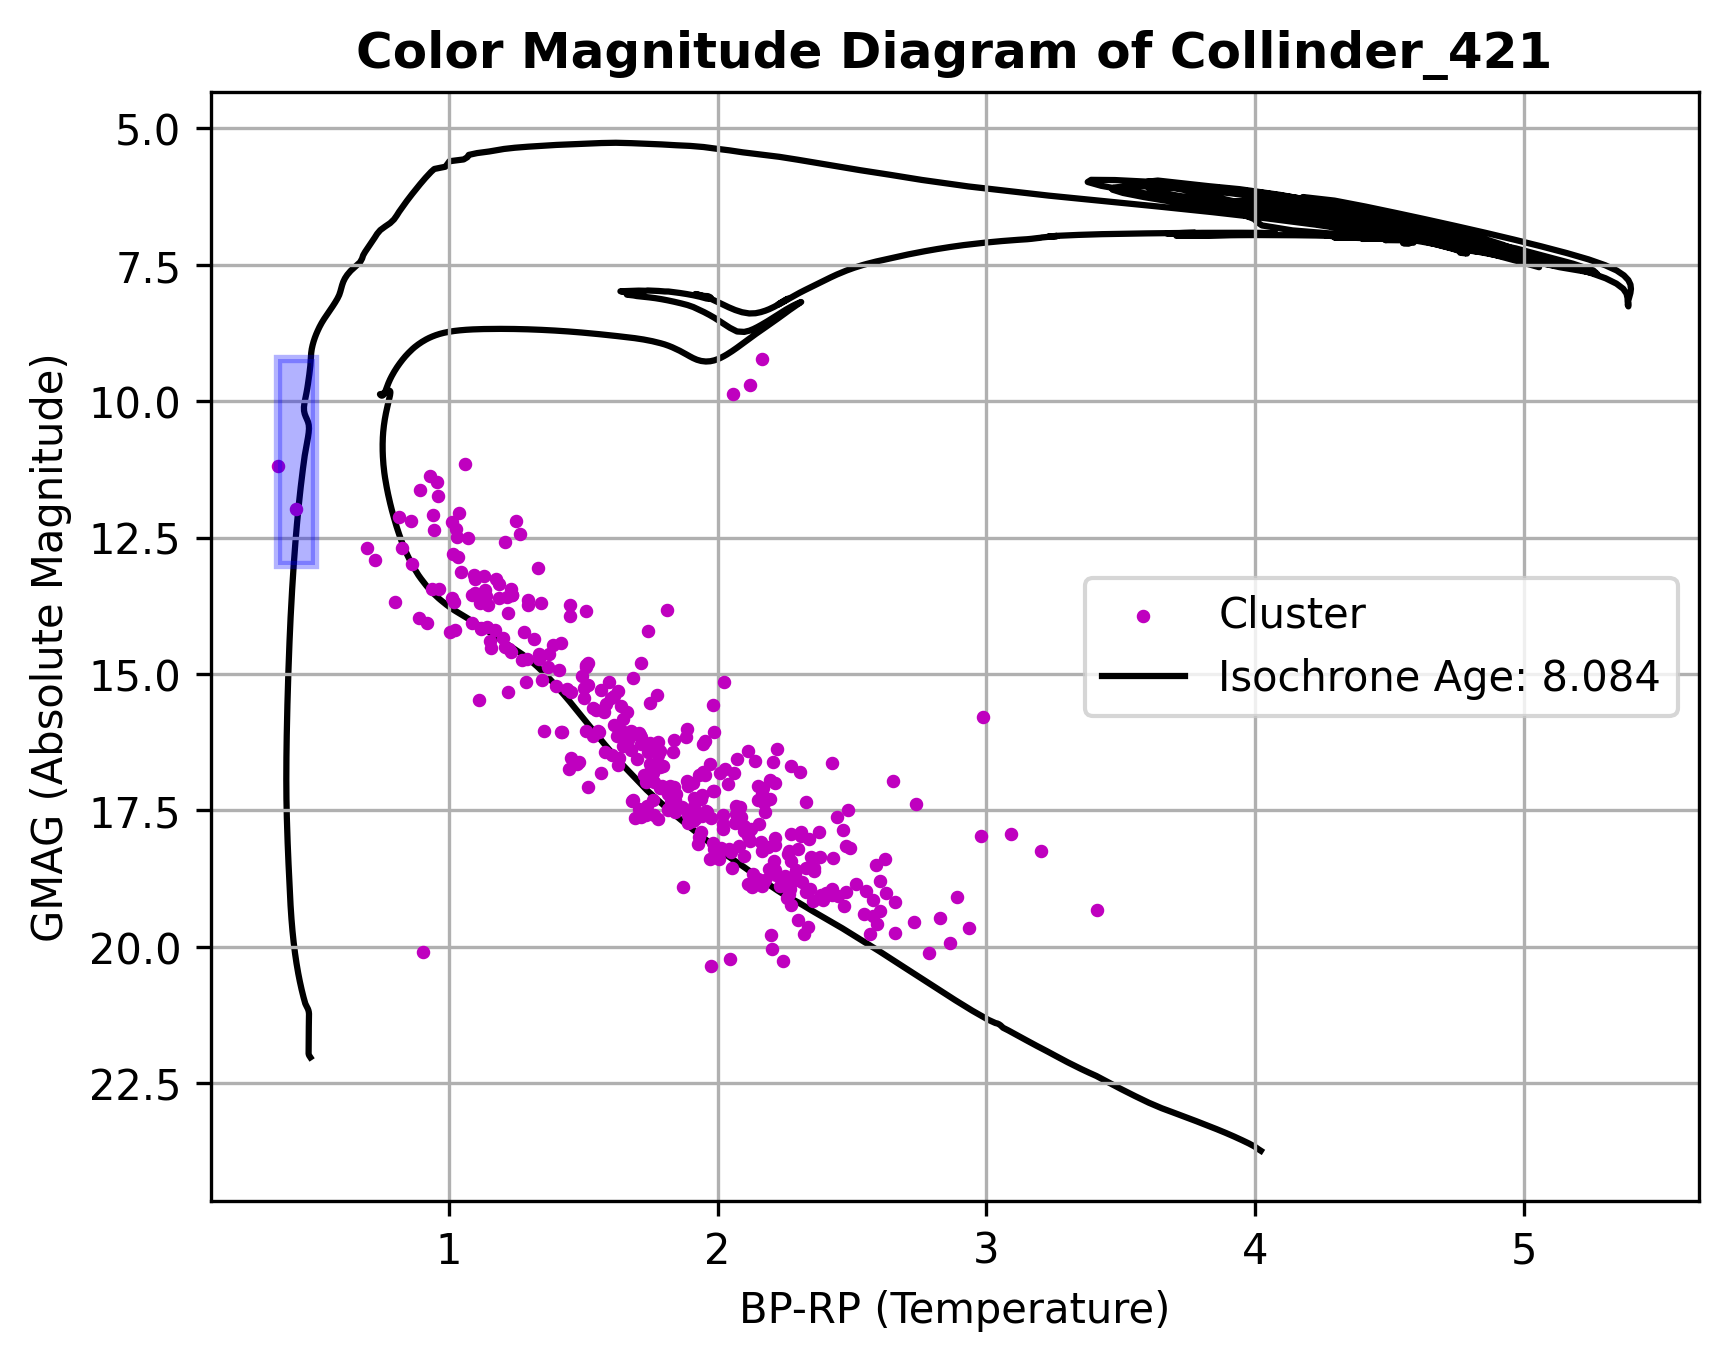 Color Magnitude Diagram of Collinder_421
GMAG (Absolute Magnitude)
5.0
7.5
10.0
12.5
15.0
17.5
20.0
22.5
Cluster
Isochrone Age: 8.084
1 2 3 4 5
BP-RP (Temperature)